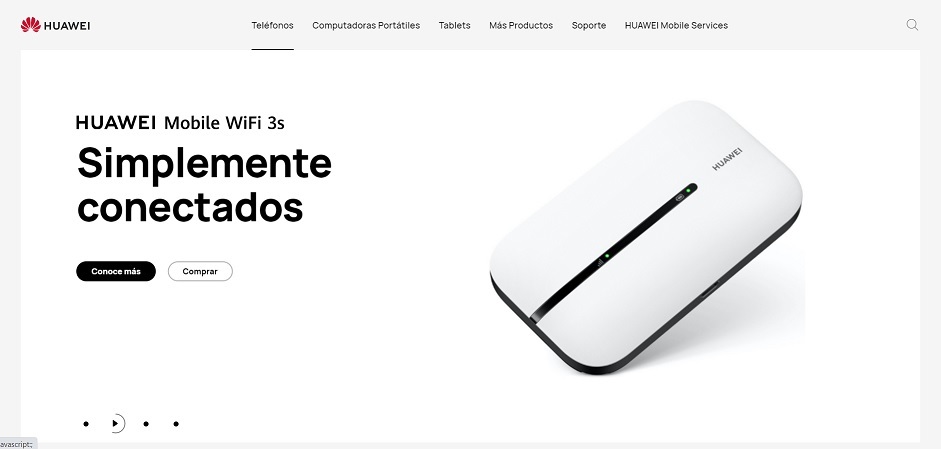 HUAWEI
Teléfonos Computadoras Portátiles Tablets Más Productos Soporte HUAWEI Mobile Services
HUAWEI Mobile WiFi 3s
Simplemente
conectados
Conoce más Comprar
HUAWEI
avascript:;